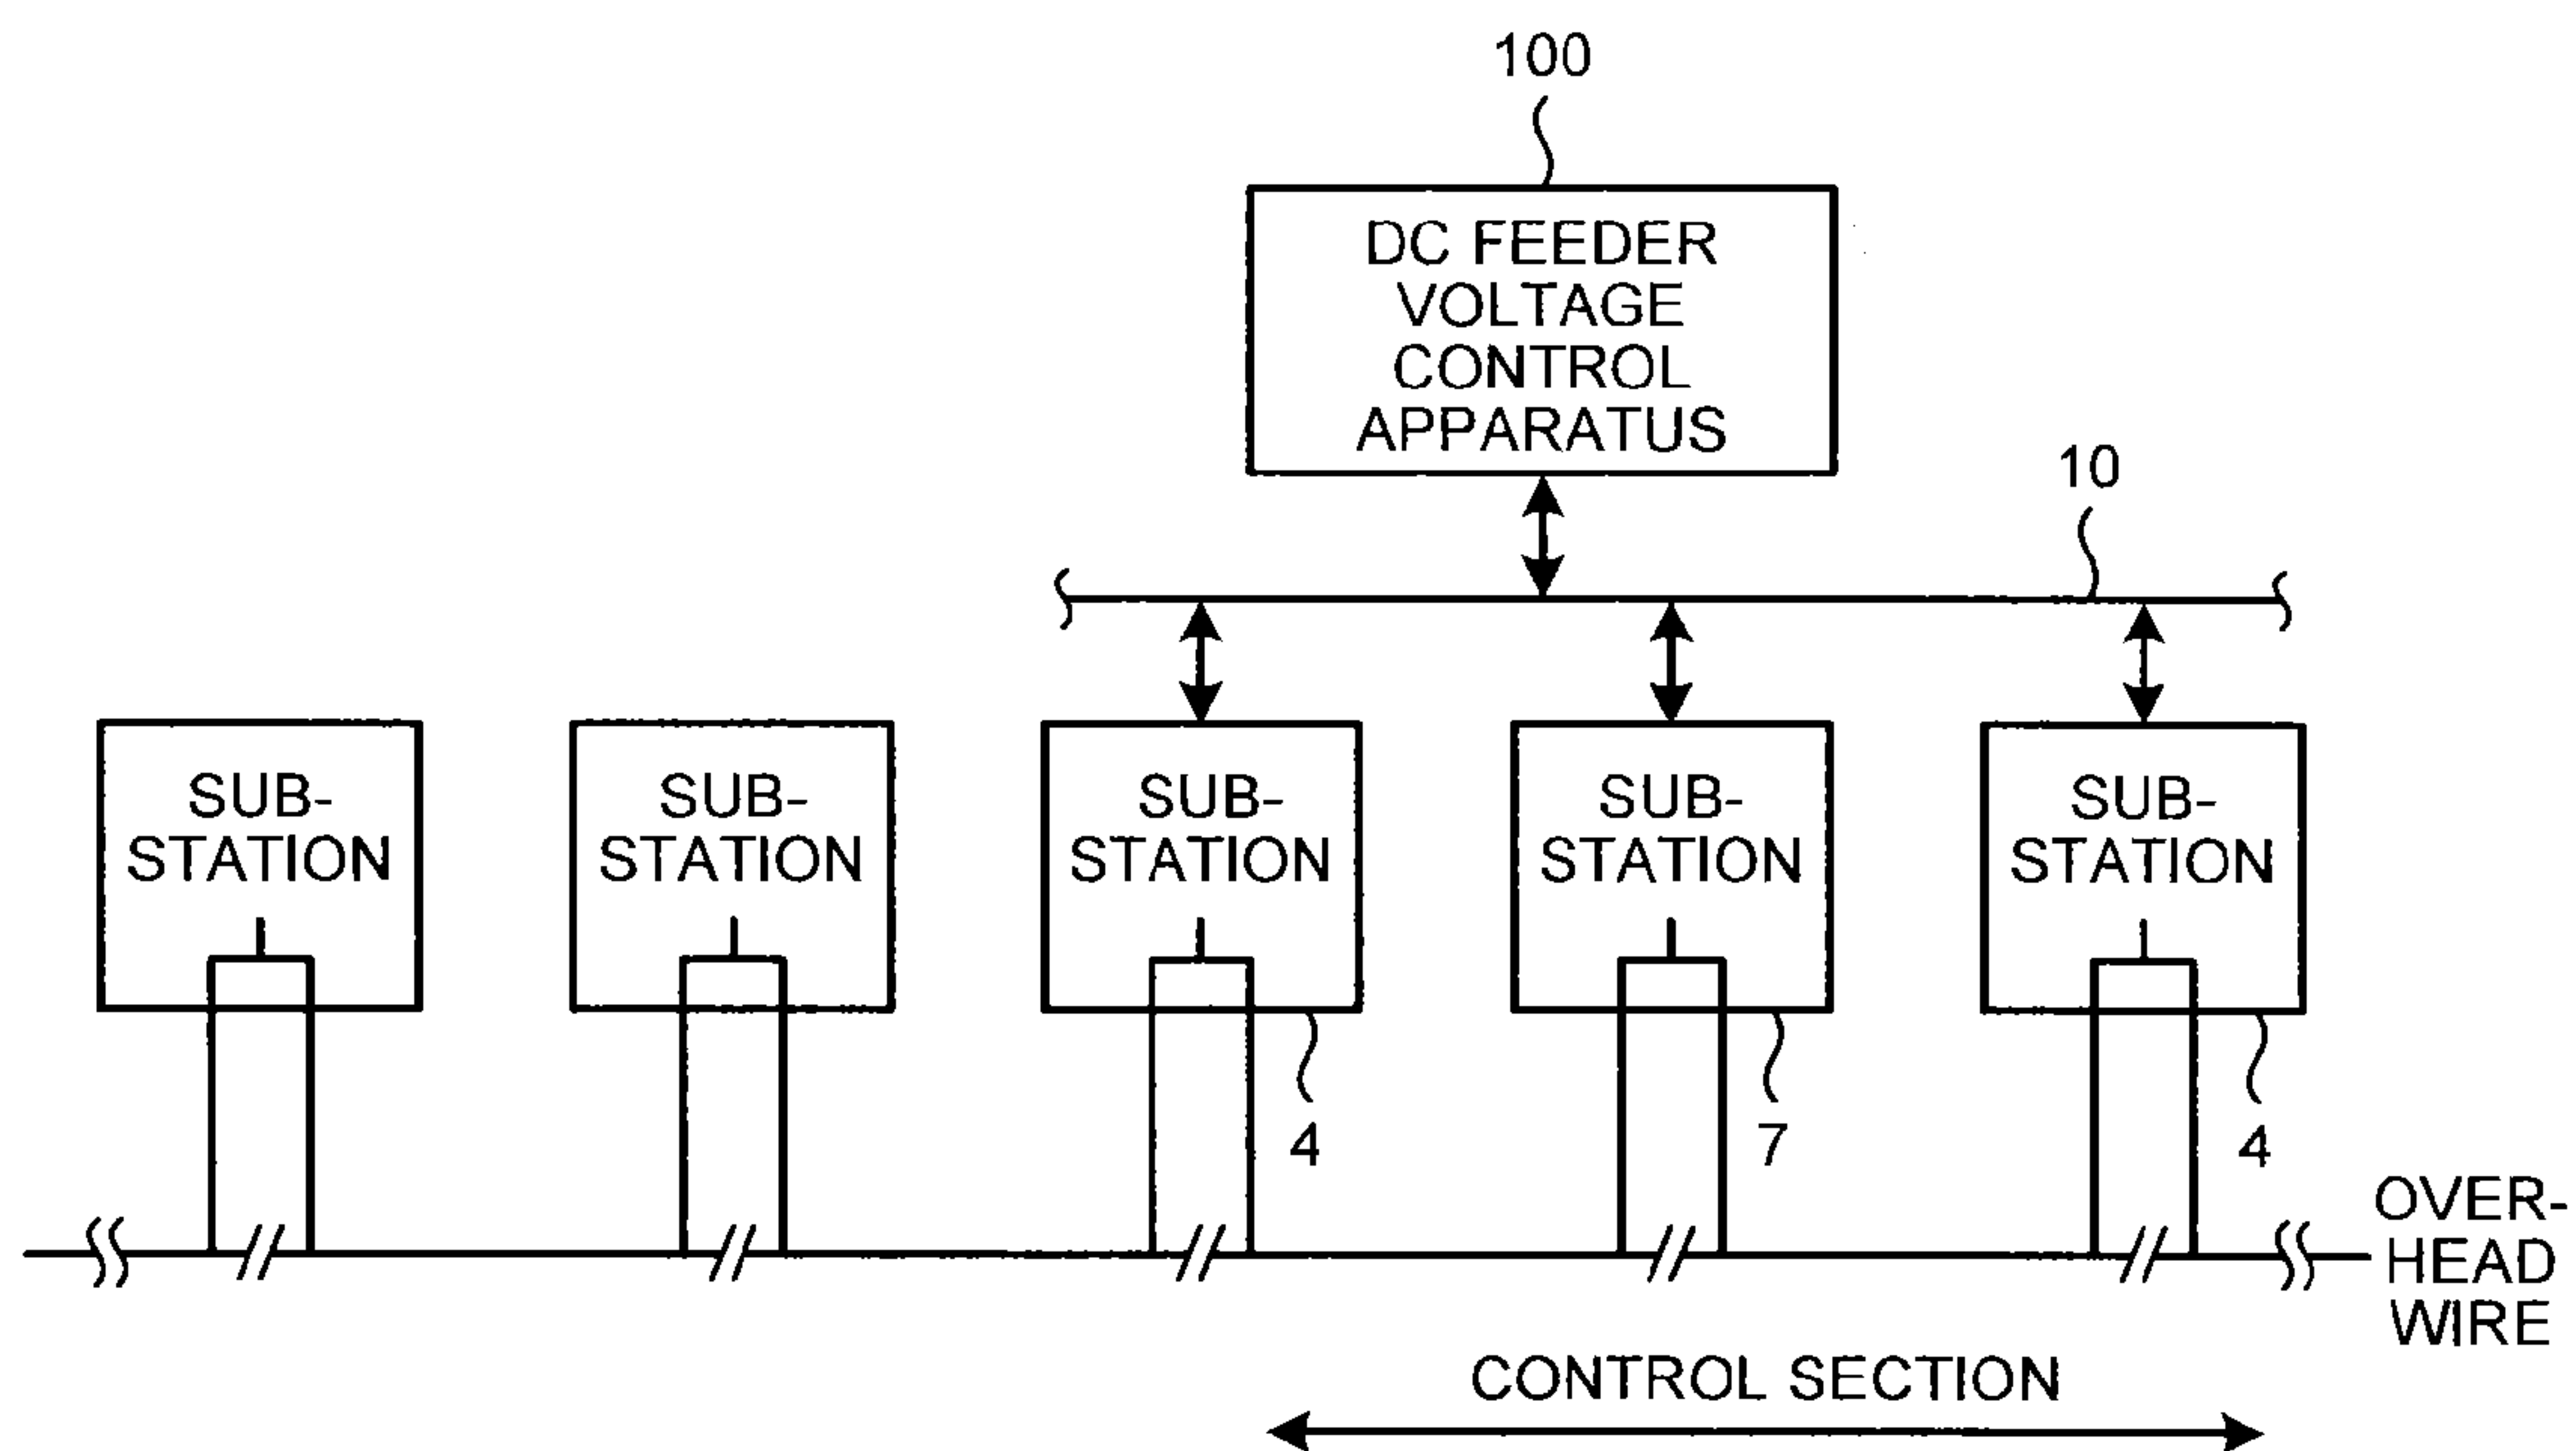 100
DC FEEDER
VOLTAGE
CONTROL
APPARATUS
10
SUB-
STATION
SUB-
STATION
SUB-
STATION
SUB-
STATION
SUB-
STATION
4
7
4
OVER-
HEAD
WIRE
CONTROL SECTION